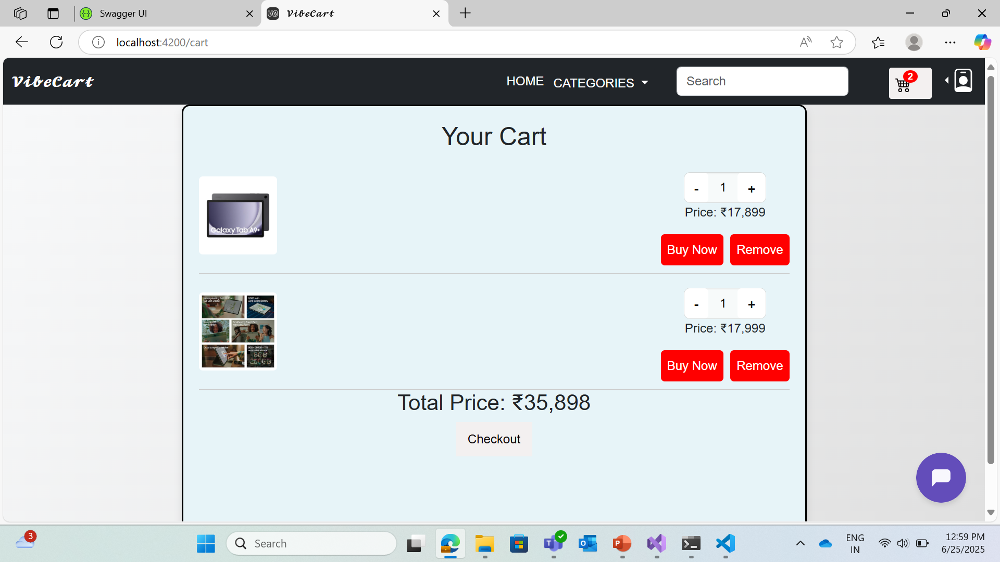 Swagger UI
VibeCart
localhost:4200/cart
VibeCart
HOME
CATEGORIES
Search
2
Your Cart
Galaxy Tab A9+
- 1 +
Price: ₹17,899
Buy Now
Remove
8GB
- 1 +
Price: ₹17,999
Buy Now
Remove
Total Price: ₹35,898
Checkout
3
Search
ENG
IN
12:59 PM
6/25/2025